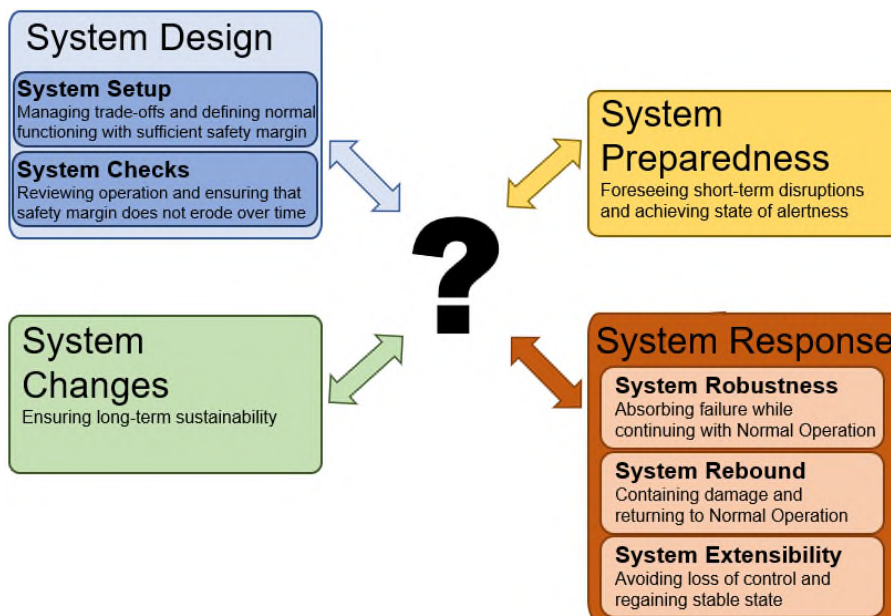 System Design
System Setup
Managing trade-offs and defining normal
functioning with sufficient safety margin
System Checks
Reviewing operation and ensuring that
safety margin does not erode over time
System
Preparedness
Foreseeing short-term disruptions
and achieving state of alertness
?
System
Changes
Ensuring long-term sustainability
System Response
System Robustness
Absorbing failure while
continuing with Normal Operation
System Rebound
Containing damage and
returning to Normal Operation
System Extensibility
Avoiding loss of control and
regaining stable state